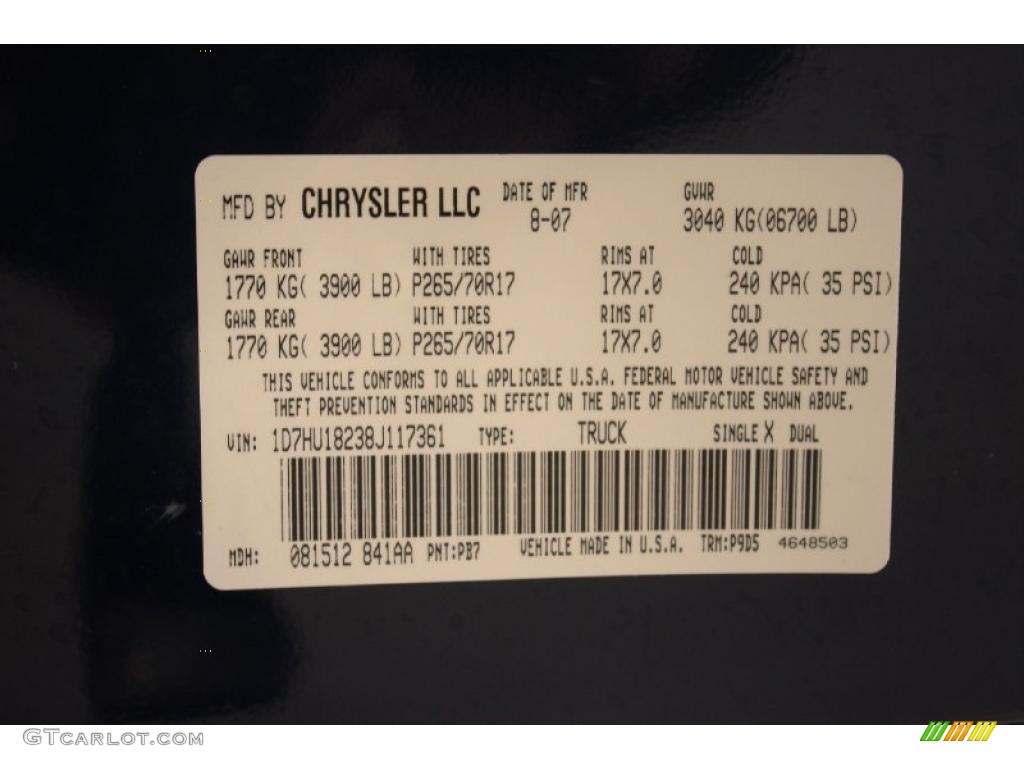 MFD BY CHRYSLER LLC DATE OF MFR GVWR
8-07 3040 KG(06700 LB)
GAWR FRONT WITH TIRES RIMS AT COLD
1770 KG( 3900 LB) P265/70R17 17X7.0 240 KPA( 35 PSI)
GAWR REAR WITH TIRES RIMS AT COLD
1770 KG( 3900 LB) P265/70R17 17X7.0 240 KPA( 35 PSI)
THIS VEHICLE CONFORMS TO ALL APPLICABLE U.S.A. FEDERAL MOTOR VEHICLE SAFETY AND
THEFT PREVENTION STANDARDS IN EFFECT ON THE DATE OF MANUFACTURE SHOWN ABOVE.
VIN: 1D7HU18238J117361 TYPE: TRUCK SINGLE X DUAL
MDH: 081512 841AA PNT:PB7 VEHICLE MADE IN U.S.A. TRM:P9D5 4648503
GTCARLOT.COM